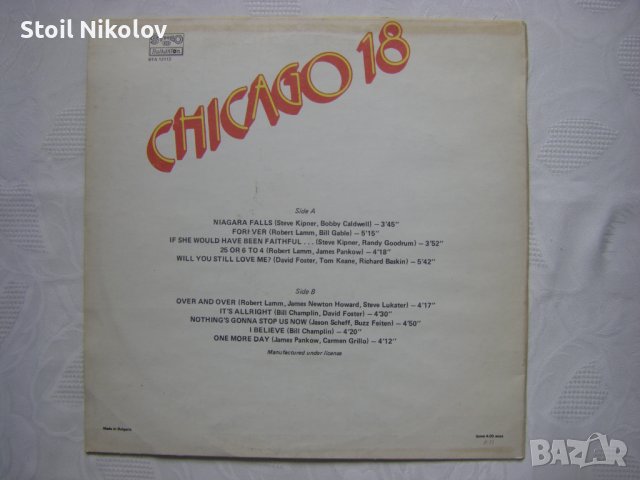 Stoil Nikolov
Balkanton
BTA 12113
CHICAGO 18
Side A
NIAGARA FALLS (Steve Kipner, Bobby Caldwell) – 3'45"
FOREVER (Robert Lamm, Bill Gable) – 5'15"
IF SHE WOULD HAVE BEEN FAITHFUL . . . (Steve Kipner, Randy Goodrum) – 3'52"
25 OR 6 TO 4 (Robert Lamm, James Pankow) – 4'18"
WILL YOU STILL LOVE ME? (David Foster, Tom Keane, Richard Baskin) – 5'42"
Side B
OVER AND OVER (Robert Lamm, James Newton Howard, Steve Lukater) – 4'17"
IT'S ALLRIGHT (Bill Champlin, David Foster) – 4'30"
NOTHING'S GONNA STOP US NOW (Jason Scheff, Buzz Feiten) – 4'50"
I BELIEVE (Bill Champlin) – 4'20"
ONE MORE DAY (James Pankow, Carmen Grillo) – 4'12"
Manufactured under license
Made in Bulgaria
BAZAR.bg